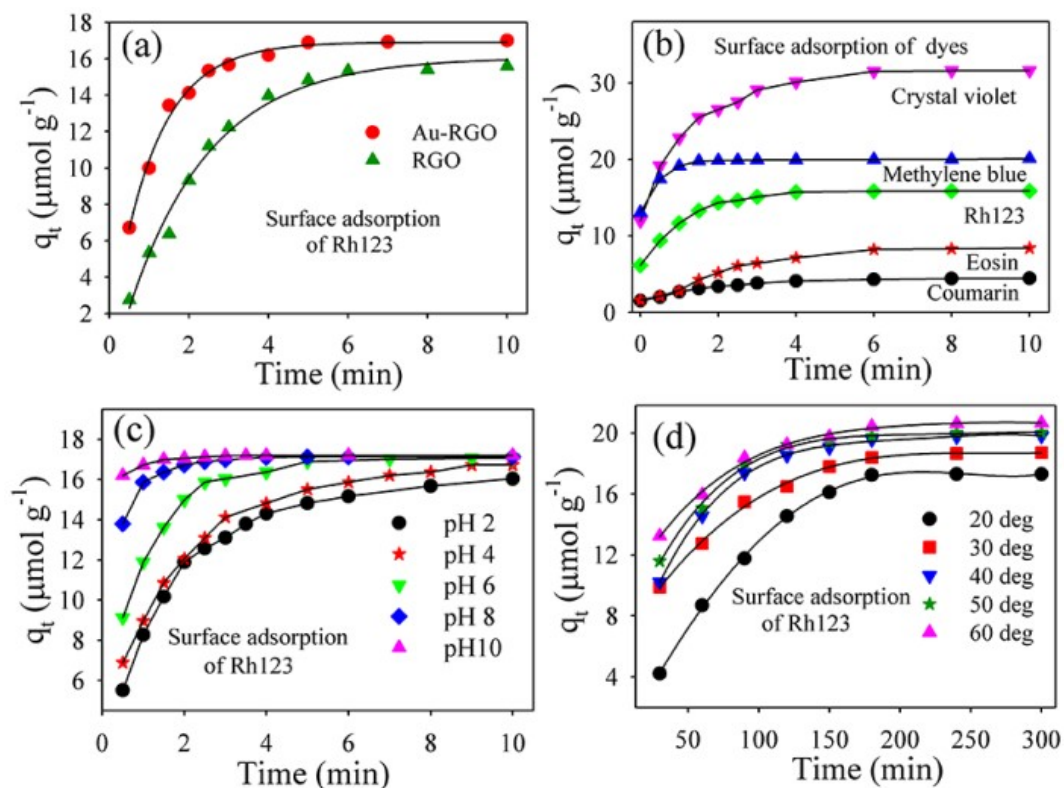 (a)
18
16
14
12
10
8
6
4
2
qt (μmol g-1)
Au-RGO
RGO
Surface adsorption
of Rh123
0 2 4 6 8 10
Time (min)
(b)
30
20
10
0
qt (μmol g-1)
Surface adsorption of dyes
Crystal violet
Methylene blue
Rh123
Eosin
Coumarin
0 2 4 6 8 10
Time (min)
(c)
18
16
14
12
10
8
6
qt (μmol g-1)
pH 2
pH 4
pH 6
pH 8
pH10
Surface adsorption
of Rh123
0 2 4 6 8 10
Time (min)
(d)
20
16
12
8
4
qt (μmol g-1)
20 deg
30 deg
40 deg
50 deg
60 deg
Surface adsorption
of Rh123
50 100 150 200 250 300
Time (min)